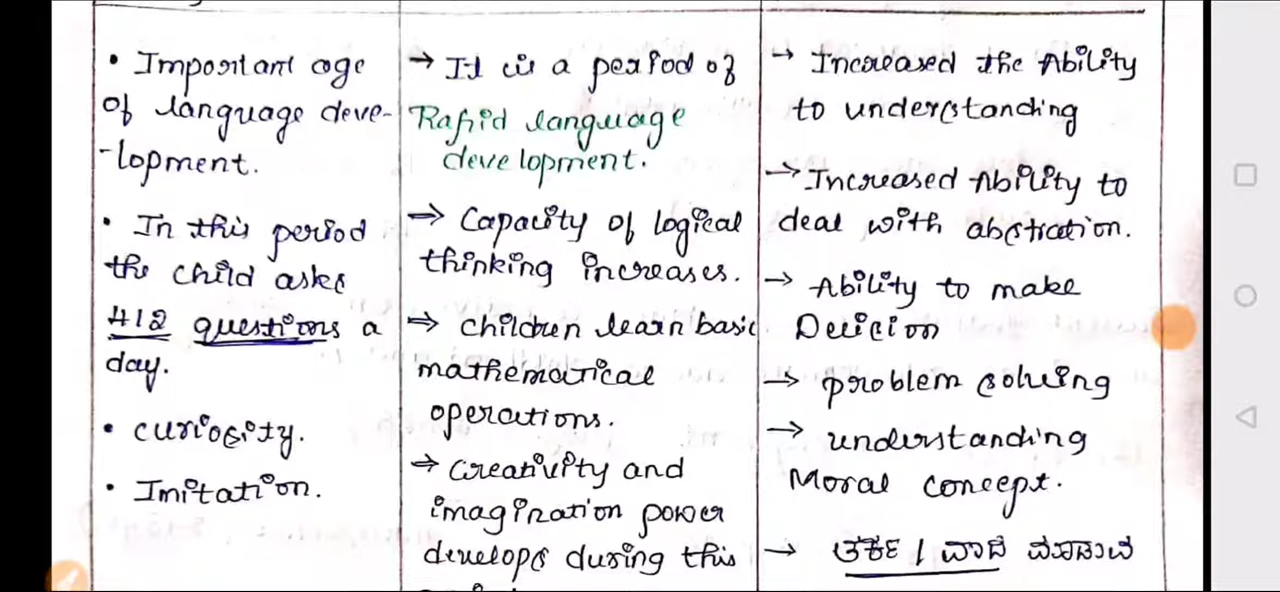 • Important age
of language deve-
-lopment.
• In this period
the child asks
412 questions a
day.
• curiosity.
• Imitation.
→ It is a period of
Rapid language
development.
→ Capacity of logical
thinking increases.
→ children learn basic
mathematical
operations.
→ Creativity and
imagination power
develops during this
→ Increased the Ability
to understanding
→ Increased Ability to
deal with abstration.
→ Ability to make
Decicion
→ problem solving
→ understanding
Moral concept.
→ ತರ್ಕ / ವಾದ ಮಾಡುವ